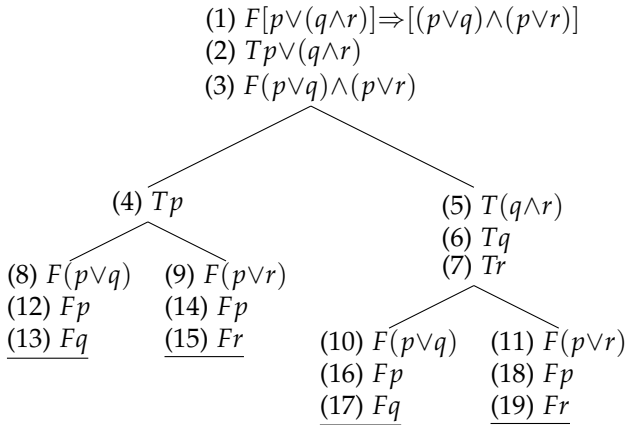 (1) F[p∨(q∧r)]⇒[(p∨q)∧(p∨r)]
(2) Tp∨(q∧r)
(3) F(p∨q)∧(p∨r)
(4) Tp
(5) T(q∧r)
(6) Tq
(7) Tr
(8) F(p∨q)
(12) Fp
(13) Fq
(9) F(p∨r)
(14) Fp
(15) Fr
(10) F(p∨q)
(16) Fp
(17) Fq
(11) F(p∨r)
(18) Fp
(19) Fr